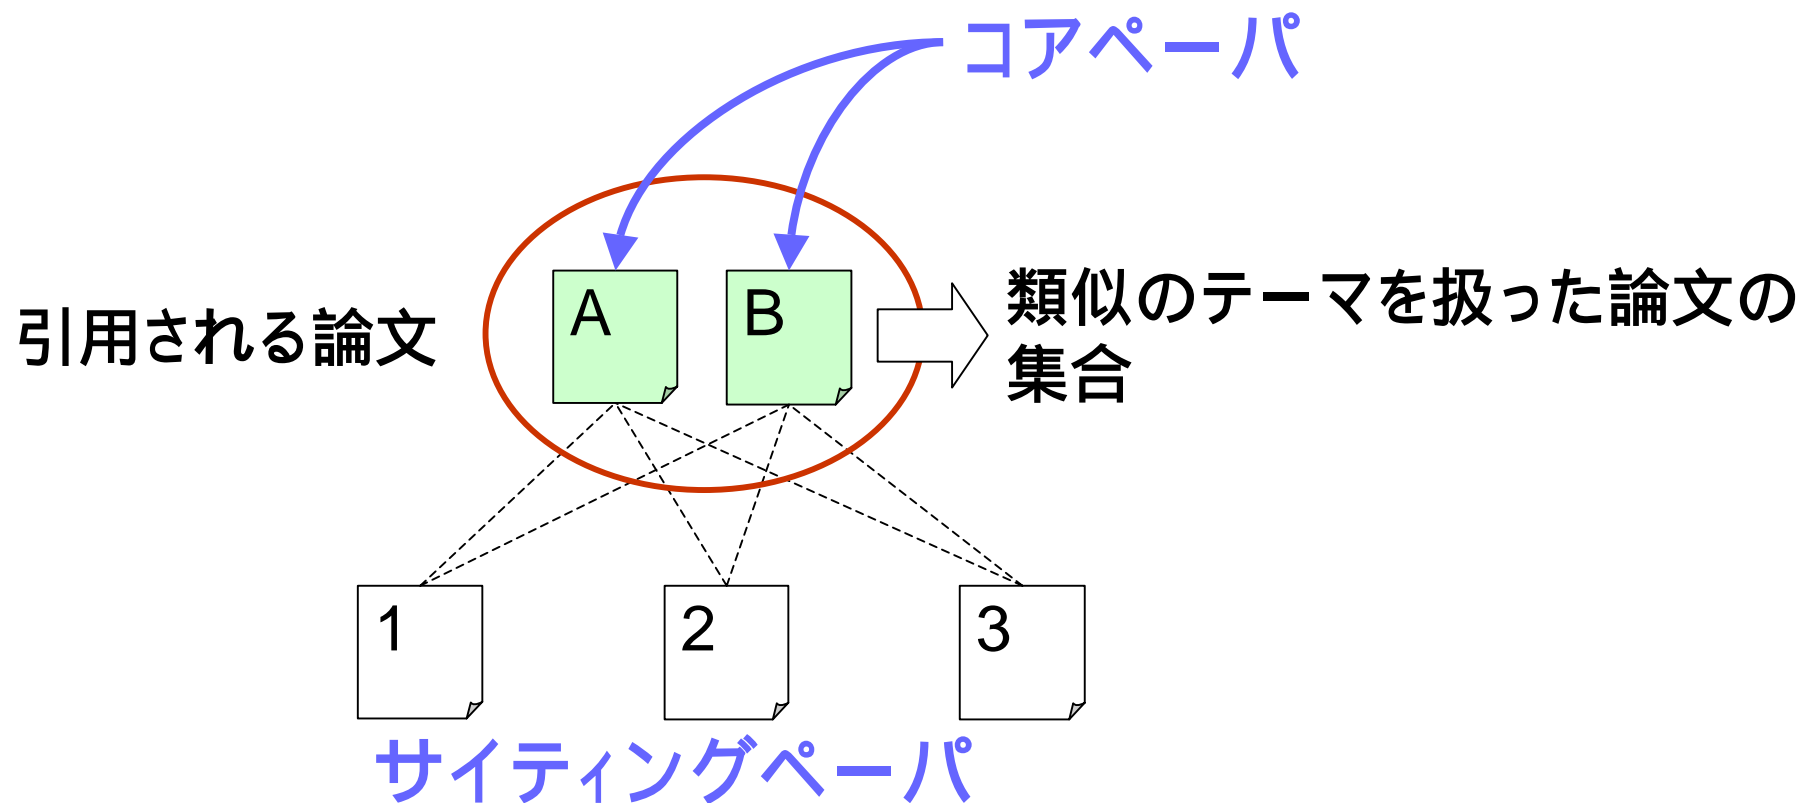 コアペーパ
引用される論文
A
B
類似のテーマを扱った論文の
集合
1
2
3
サイティングペーパ